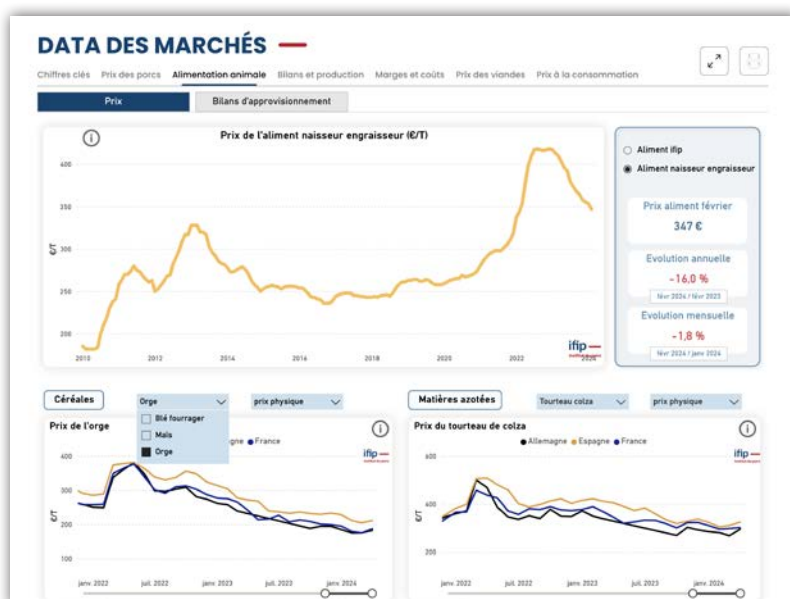 DATA DES MARCHÉS
Chiffres clés Prix des porcs Alimentation animale Bilans et production Marges et coûts Prix des viandes Prix à la consommation
Prix Bilans d'approvisionnement
Prix de l'aliment naisseur engraisseur (€/T)
400
350
300
250
200
€/T
2010 2012 2014 2016 2018 2020 2022 2024
ifip
Aliment ifip
Aliment naisseur engraisseur
Prix aliment février
347 €
Evolution annuelle
-16,0 %
févr 2024 / févr 2023
Evolution mensuelle
-1,8 %
févr 2024 / janv 2024
Céréales Orge prix physique
Blé fourrager
Maïs
Orge
Prix de l'orge
gne France
ifip
400
300
200
100
€/T
janv. 2022 juil. 2022 janv. 2023 juil. 2023 janv. 2024
Matières azotées Tourteau colza prix physique
Prix du tourteau de colza
Allemagne Espagne France
ifip
600
400
200
€/T
janv. 2022 juil. 2022 janv. 2023 juil. 2023 janv. 2024